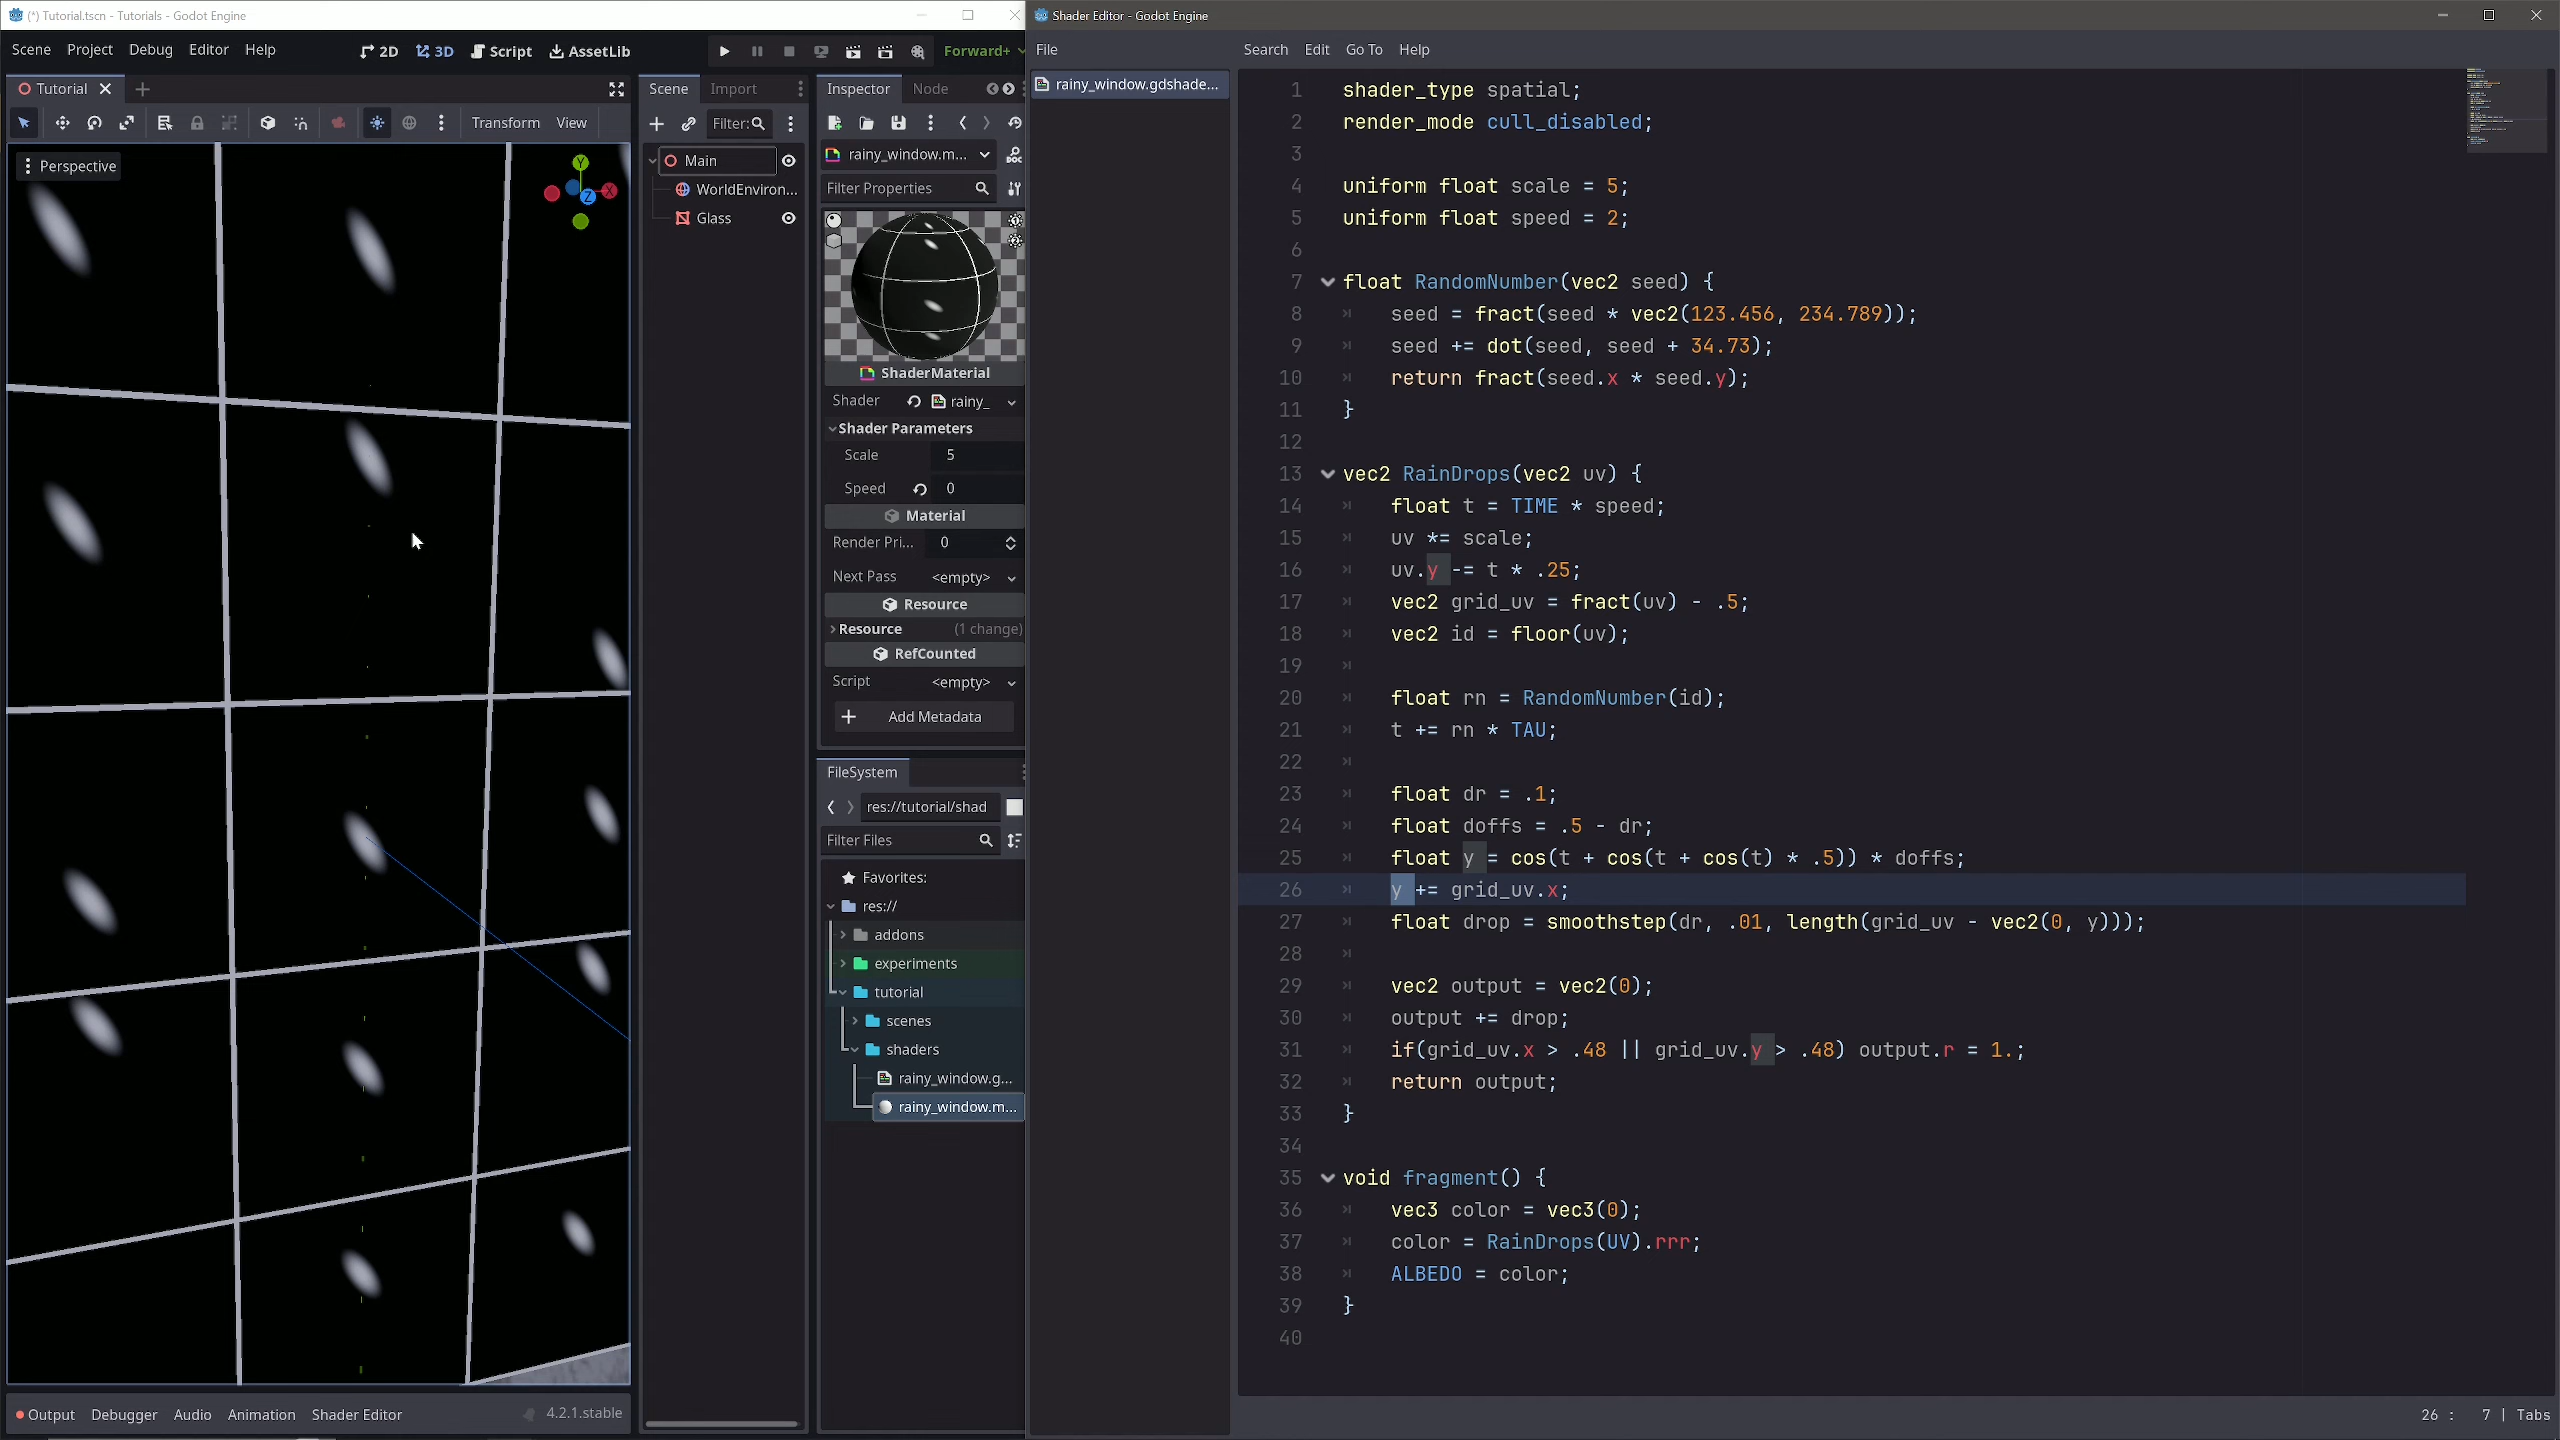 (*) Tutorial.tscn - Tutorials - Godot Engine
Scene Project Debug Editor Help
2D 3D Script AssetLib
Forward+
Tutorial
Transform View
Perspective
Y
X
Z
Scene Import
Filter:
Main
WorldEnviron...
Glass
Inspector Node
rainy_window.m...
DOC
Filter Properties
ShaderMaterial
Shader rainy_
Shader Parameters
Scale 5
Speed 0
Material
Render Pri... 0
Next Pass <empty>
Resource
Resource (1 change)
RefCounted
Script <empty>
Add Metadata
FileSystem
res://tutorial/shad
Filter Files
Favorites:
res://
addons
experiments
tutorial
scenes
shaders
rainy_window.g...
rainy_window.m...
Output Debugger Audio Animation Shader Editor 4.2.1.stable
Shader Editor - Godot Engine
File Search Edit Go To Help
rainy_window.gdshade...
1 shader_type spatial;
2 render_mode cull_disabled;
3
4 uniform float scale = 5;
5 uniform float speed = 2;
6
7 float RandomNumber(vec2 seed) {
8 seed = fract(seed * vec2(123.456, 234.789));
9 seed += dot(seed, seed + 34.73);
10 return fract(seed.x * seed.y);
11 }
12
13 vec2 RainDrops(vec2 uv) {
14 float t = TIME * speed;
15 uv *= scale;
16 uv.y -= t * .25;
17 vec2 grid_uv = fract(uv) - .5;
18 vec2 id = floor(uv);
19
20 float rn = RandomNumber(id);
21 t += rn * TAU;
22
23 float dr = .1;
24 float doffs = .5 - dr;
25 float y = cos(t + cos(t + cos(t) * .5)) * doffs;
26 y += grid_uv.x;
27 float drop = smoothstep(dr, .01, length(grid_uv - vec2(0, y)));
28
29 vec2 output = vec2(0);
30 output += drop;
31 if(grid_uv.x > .48 || grid_uv.y > .48) output.r = 1.;
32 return output;
33 }
34
35 void fragment() {
36 vec3 color = vec3(0);
37 color = RainDrops(UV).rrr;
38 ALBEDO = color;
39 }
40
26 : 7 | Tabs